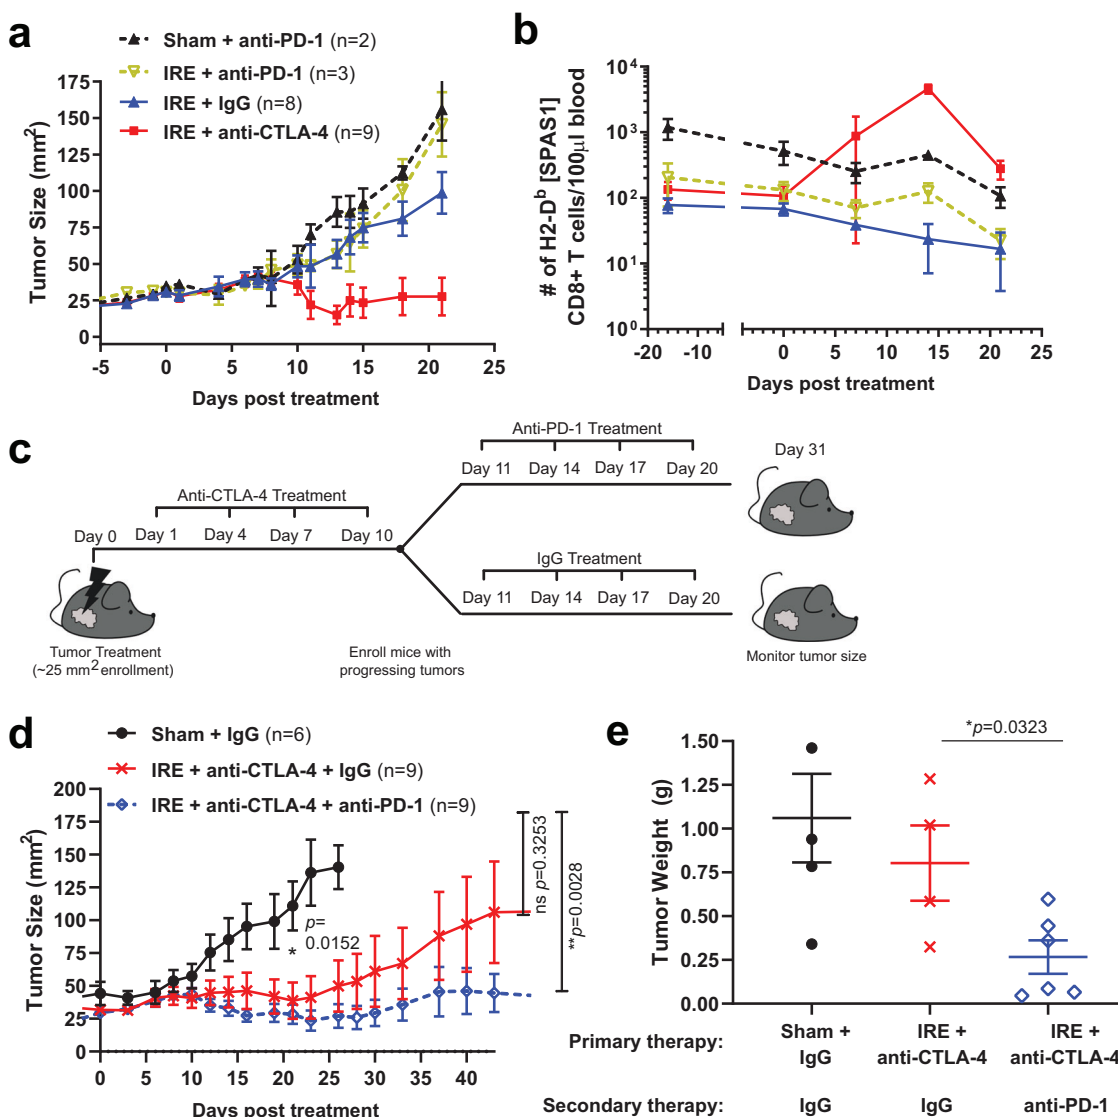 a
Sham + anti-PD-1 (n=2)
IRE + anti-PD-1 (n=3)
IRE + IgG (n=8)
IRE + anti-CTLA-4 (n=9)
Tumor Size (mm²)
175
150
125
100
75
50
25
0
-5 0 5 10 15 20 25
Days post treatment
b
# of H2-Dᵇ [SPAS1]
CD8+ T cells/100µl blood
10⁴
10³
10²
10¹
10⁰
-20 -10 0 5 10 15 20 25
Days post treatment
c
Anti-PD-1 Treatment
Day 11 Day 14 Day 17 Day 20
Day 31
Anti-CTLA-4 Treatment
Day 0 Day 1 Day 4 Day 7 Day 10
IgG Treatment
Day 11 Day 14 Day 17 Day 20
Tumor Treatment
(~25 mm² enrollment)
Enroll mice with
progressing tumors
Monitor tumor size
d
Sham + IgG (n=6)
IRE + anti-CTLA-4 + IgG (n=9)
IRE + anti-CTLA-4 + anti-PD-1 (n=9)
Tumor Size (mm²)
200
175
150
125
100
75
50
25
0
p=
0.0152
*
ns p=0.3253
**p=0.0028
0 5 10 15 20 25 30 35 40
Days post treatment
e
*p=0.0323
Tumor Weight (g)
1.50
1.25
1.00
0.75
0.50
0.25
0.00
Primary therapy:
Sham +
IgG
IRE +
anti-CTLA-4
IRE +
anti-CTLA-4
Secondary therapy: IgG IgG anti-PD-1